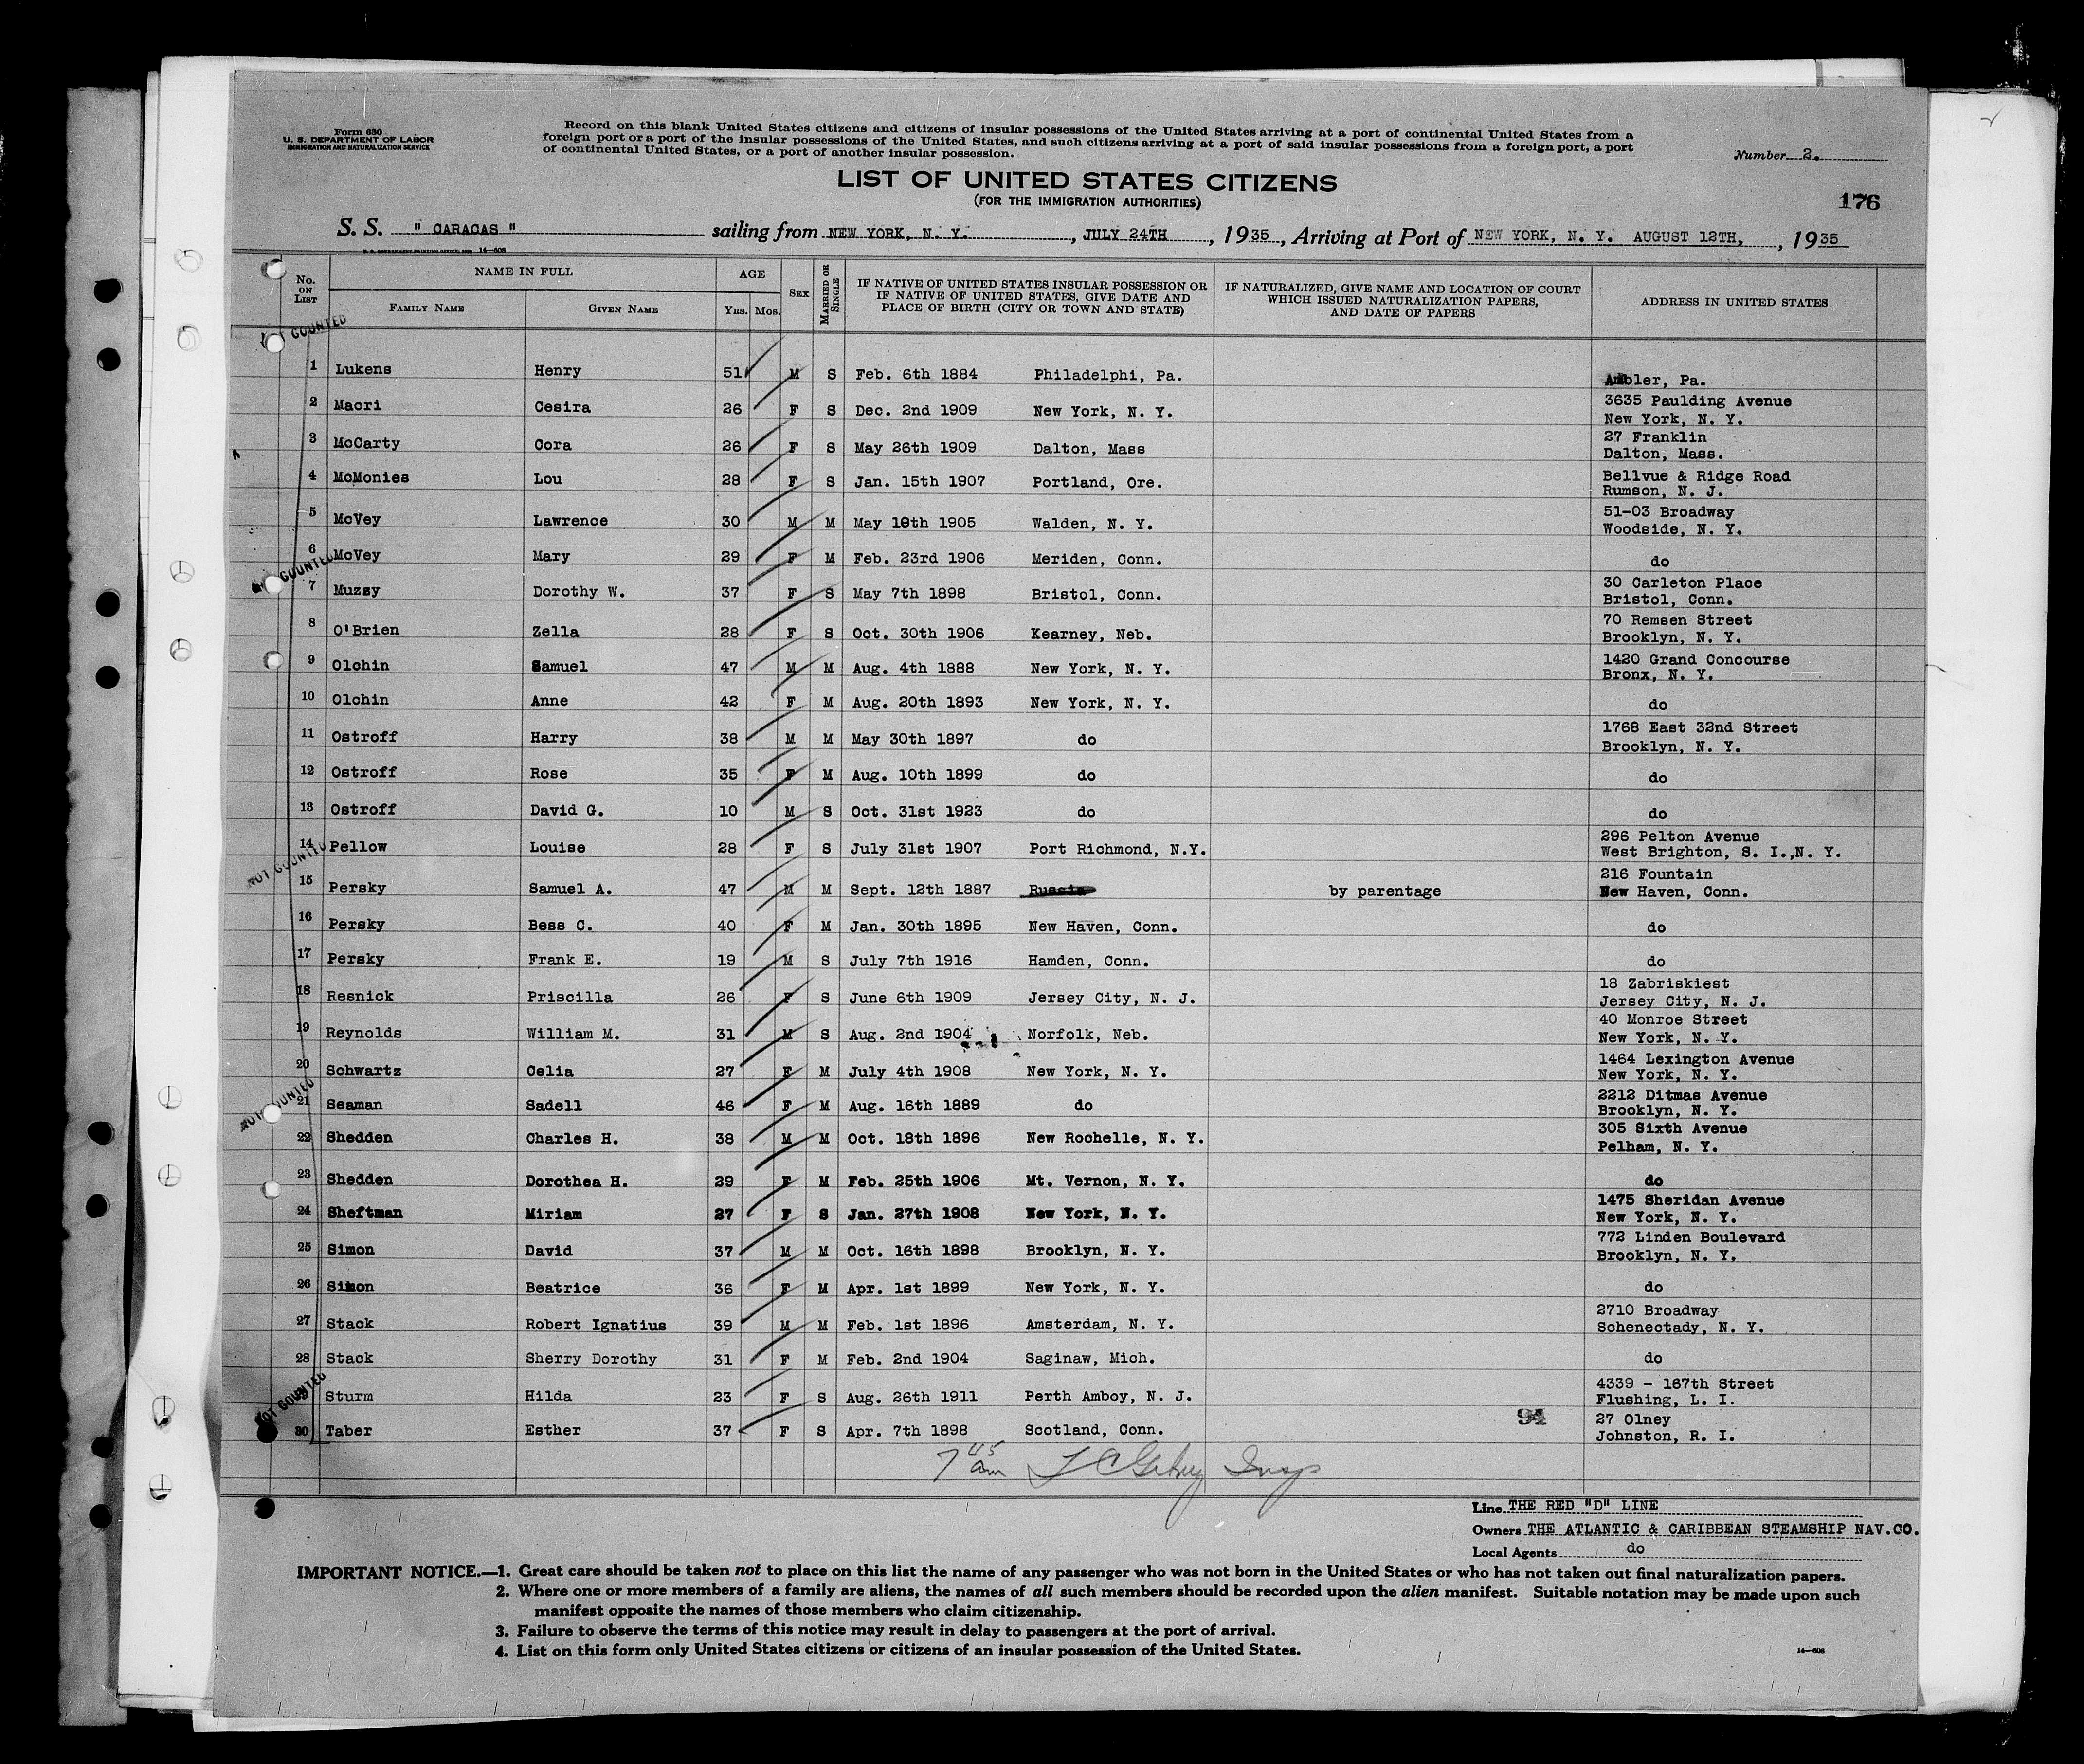 Form 630
U. S. DEPARTMENT OF LABOR
IMMIGRATION AND NATURALIZATION SERVICE
Record on this blank United States citizens and citizens of insular possessions of the United States arriving at a port of continental United States from a
foreign port or a port of the insular possessions of the United States, and such citizens arriving at a port of said insular possessions from a foreign port, a port
of continental United States, or a port of another insular possession.
Number 2.
LIST OF UNITED STATES CITIZENS
(FOR THE IMMIGRATION AUTHORITIES)
176
S. S. " CARACAS " sailing from NEW YORK, N. Y. , JULY 24TH , 1935 , Arriving at Port of NEW YORK, N. Y. AUGUST 12TH, , 1935
14—608
No. ON LIST NAME IN FULL AGE SEX MARRIED OR SINGLE IF NATIVE OF UNITED STATES INSULAR POSSESSION OR IF NATIVE OF UNITED STATES, GIVE DATE AND PLACE OF BIRTH (CITY OR TOWN AND STATE) IF NATURALIZED, GIVE NAME AND LOCATION OF COURT WHICH ISSUED NATURALIZATION PAPERS, AND DATE OF PAPERS ADDRESS IN UNITED STATES
FAMILY NAME GIVEN NAME YRS. MOS.
NOT COUNTED
1 Lukens Henry 51 M S Feb. 6th 1884 Philadelphi, Pa. Ambler, Pa.
2 Macri Cesira 26 F S Dec. 2nd 1909 New York, N. Y. 3635 Paulding Avenue
New York, N. Y.
3 McCarty Cora 26 F S May 26th 1909 Dalton, Mass 27 Franklin
Dalton, Mass.
4 McMonies Lou 28 F S Jan. 15th 1907 Portland, Ore. Bellvue & Ridge Road
Rumson, N. J.
5 McVey Lawrence 30 M M May 10th 1905 Walden, N. Y. 51-03 Broadway
Woodside, N. Y.
6 McVey Mary 29 F M Feb. 23rd 1906 Meriden, Conn. do
NOT COUNTED
7 Muzzy Dorothy W. 37 F S May 7th 1898 Bristol, Conn. 30 Carleton Place
Bristol, Conn.
8 O'Brien Zella 28 F S Oct. 30th 1906 Kearney, Neb. 70 Remsen Street
Brooklyn, N. Y.
9 Olchin Samuel 47 M M Aug. 4th 1888 New York, N. Y. 1420 Grand Concourse
Bronx, N. Y.
10 Olchin Anne 42 F M Aug. 20th 1893 New York, N. Y. do
11 Ostroff Harry 38 M M May 30th 1897 do 1768 East 32nd Street
Brooklyn, N. Y.
12 Ostroff Rose 35 F M Aug. 10th 1899 do do
13 Ostroff David G. 10 M S Oct. 31st 1923 do do
14 Pellow Louise 28 F S July 31st 1907 Port Richmond, N.Y. 296 Pelton Avenue
West Brighton, S. I.,N. Y.
NOT COUNTED
15 Persky Samuel A. 47 M M Sept. 12th 1887 Russia by parentage 216 Fountain
New Haven, Conn.
16 Persky Bess C. 40 F M Jan. 30th 1895 New Haven, Conn. do
17 Persky Frank E. 19 M S July 7th 1916 Hamden, Conn. do
18 Resnick Priscilla 26 F S June 6th 1909 Jersey City, N. J. 18 Zabriskiest
Jersey City, N. J.
19 Reynolds William M. 31 M S Aug. 2nd 1904 Norfolk, Neb. 40 Monroe Street
New York, N. Y.
20 Schwartz Celia 27 F M July 4th 1908 New York, N. Y. 1464 Lexington Avenue
New York, N. Y.
NOT COUNTED
21 Seaman Sadell 46 F M Aug. 16th 1889 do 2212 Ditmas Avenue
Brooklyn, N. Y.
22 Shedden Charles H. 38 M M Oct. 18th 1896 New Rochelle, N. Y. 305 Sixth Avenue
Pelham, N. Y.
23 Shedden Dorothea H. 29 F M Feb. 25th 1906 Mt. Vernon, N. Y. do
24 Sheftman Miriam 27 F S Jan. 27th 1908 New York, N. Y. 1475 Sheridan Avenue
New York, N. Y.
25 Simon David 37 M M Oct. 16th 1898 Brooklyn, N. Y. 772 Linden Boulevard
Brooklyn, N. Y.
26 Simon Beatrice 36 F M Apr. 1st 1899 New York, N. Y. do
27 Stack Robert Ignatius 39 M M Feb. 1st 1896 Amsterdam, N. Y. 2710 Broadway
Schenectady, N. Y.
28 Stack Sherry Dorothy 31 F M Feb. 2nd 1904 Saginaw, Mich. do
NOT COUNTED
29 Sturm Hilda 23 F S Aug. 26th 1911 Perth Amboy, N. J. 4339 - 167th Street
Flushing, L. I.
94
30 Taber Esther 37 F S Apr. 7th 1898 Scotland, Conn. 27 Olney
Johnston, R. I.
7 45 am Insp
Line THE RED "D" LINE
Owners THE ATLANTIC & CARIBBEAN STEAMSHIP NAV.CO.
Local Agents do
IMPORTANT NOTICE.—1. Great care should be taken not to place on this list the name of any passenger who was not born in the United States or who has not taken out final naturalization papers.
2. Where one or more members of a family are aliens, the names of all such members should be recorded upon the alien manifest. Suitable notation may be made upon such
manifest opposite the names of those members who claim citizenship.
3. Failure to observe the terms of this notice may result in delay to passengers at the port of arrival.
4. List on this form only United States citizens or citizens of an insular possession of the United States.
14—608